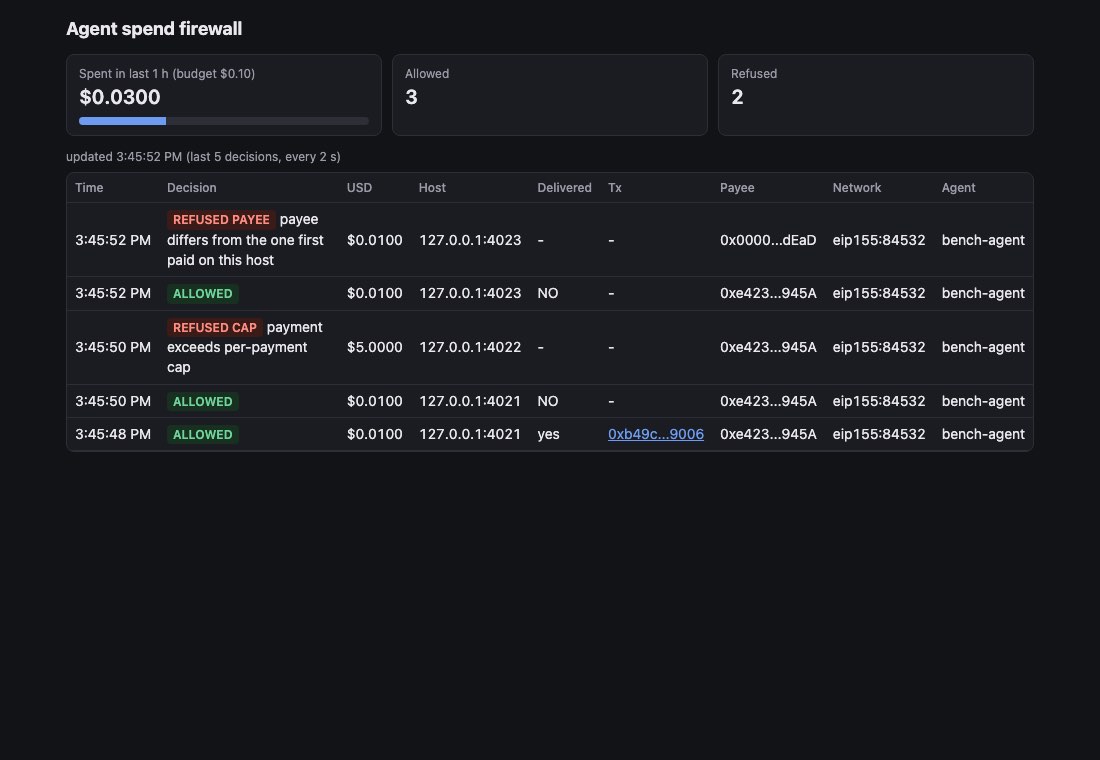 Agent spend firewall
Spent in last 1 h (budget $0.10)
$0.0300
Allowed
3
Refused
2
updated 3:45:52 PM (last 5 decisions, every 2 s)
Time Decision USD Host Delivered Tx Payee Network Agent
3:45:52 PM REFUSED PAYEE payee differs from the one first paid on this host $0.0100 127.0.0.1:4023 - - 0x0000...dEaD eip155:84532 bench-agent
3:45:52 PM ALLOWED $0.0100 127.0.0.1:4023 NO - 0xe423...945A eip155:84532 bench-agent
3:45:50 PM REFUSED CAP payment exceeds per-payment cap $5.0000 127.0.0.1:4022 - - 0xe423...945A eip155:84532 bench-agent
3:45:50 PM ALLOWED $0.0100 127.0.0.1:4021 NO - 0xe423...945A eip155:84532 bench-agent
3:45:48 PM ALLOWED $0.0100 127.0.0.1:4021 yes 0xb49c...9006 0xe423...945A eip155:84532 bench-agent